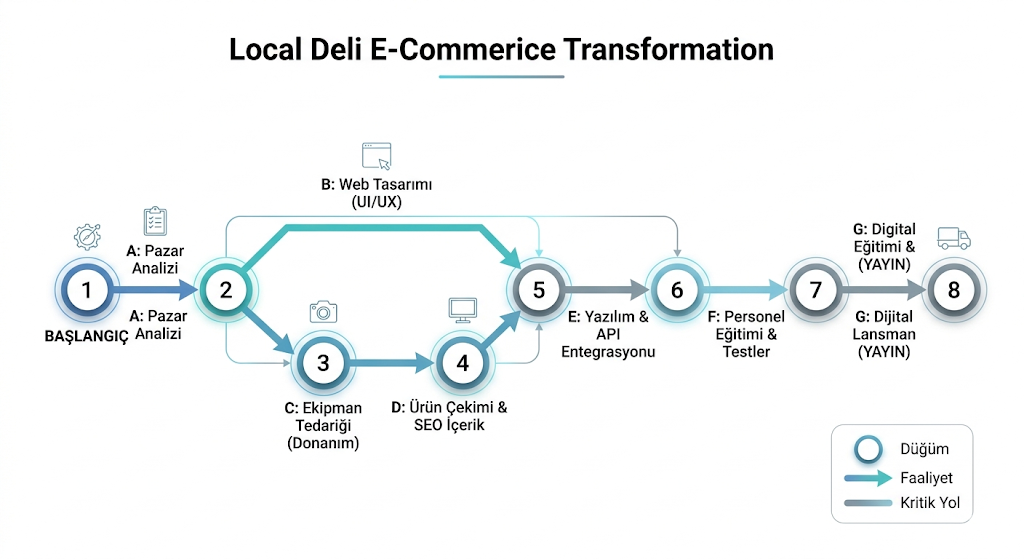 Local Deli E-Commerice Transformation
B: Web Tasarımı
(UI/UX)
A: Pazar
Analizi
G: Digital
Eğitimi &
(YAYIN)
1
2
5
6
7
8
BAŞLANGIÇ
A: Pazar
Analizi
E: Yazılım &
API
Entegrasyonu
F: Personel
Eğitimi &
Testler
G: Dijital
Lansman
(YAYIN)
3
4
C: Ekipman
Tedariği
(Donanım)
D: Ürün Çekimi &
SEO İçerik
Düğüm
Faaliyet
Kritik Yol